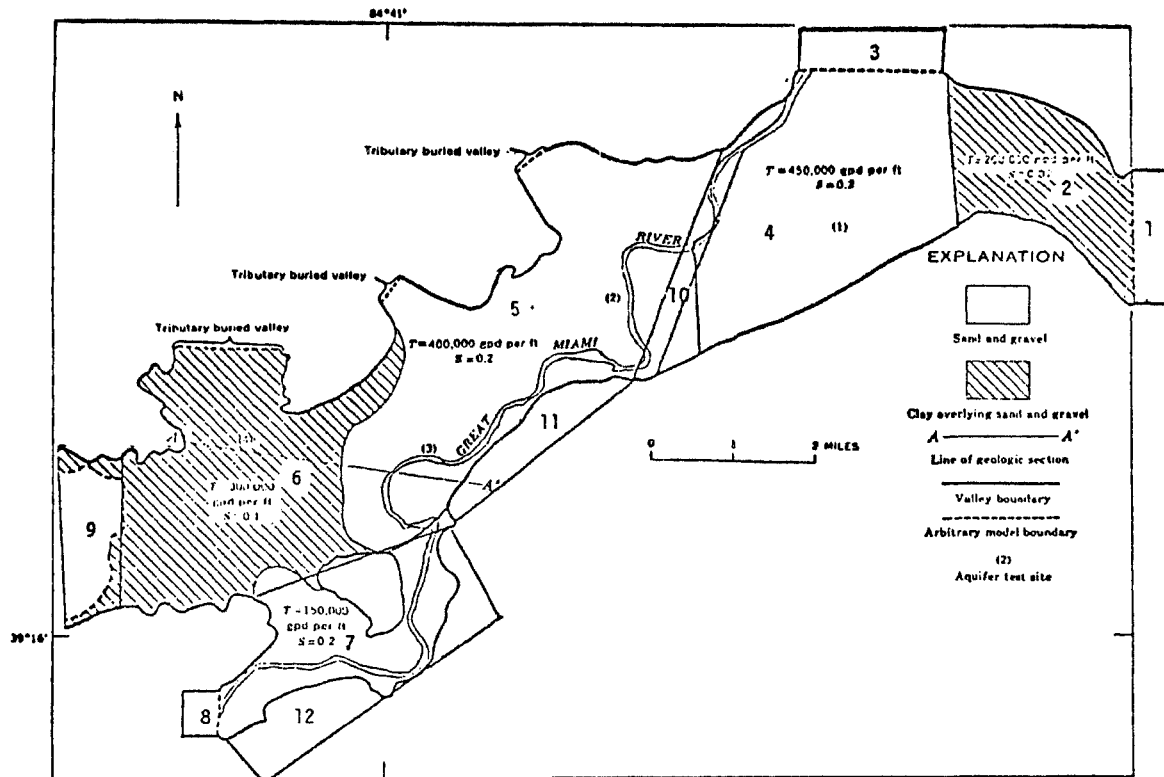 84°41'
3
N
Tributary buried valley
T=450,000 gpd per ft
S=0.2
2
1
4
(1)
RIVER
EXPLANATION
Tributary buried valley
(2)
10
5
Sand and gravel
Tributary buried valley
T=400,000 gpd per ft
S=0.2
MIAMI
Clay overlying sand and gravel
11
A A'
0 1 2 MILES
Line of geologic section
GREAT
(3)
6
A'
gpd per ft
Valley boundary
9
Arbitrary model boundary
(2)
Aquifer test site
T=150,000
gpd per ft
S=0.2
7
39°16'
8
12